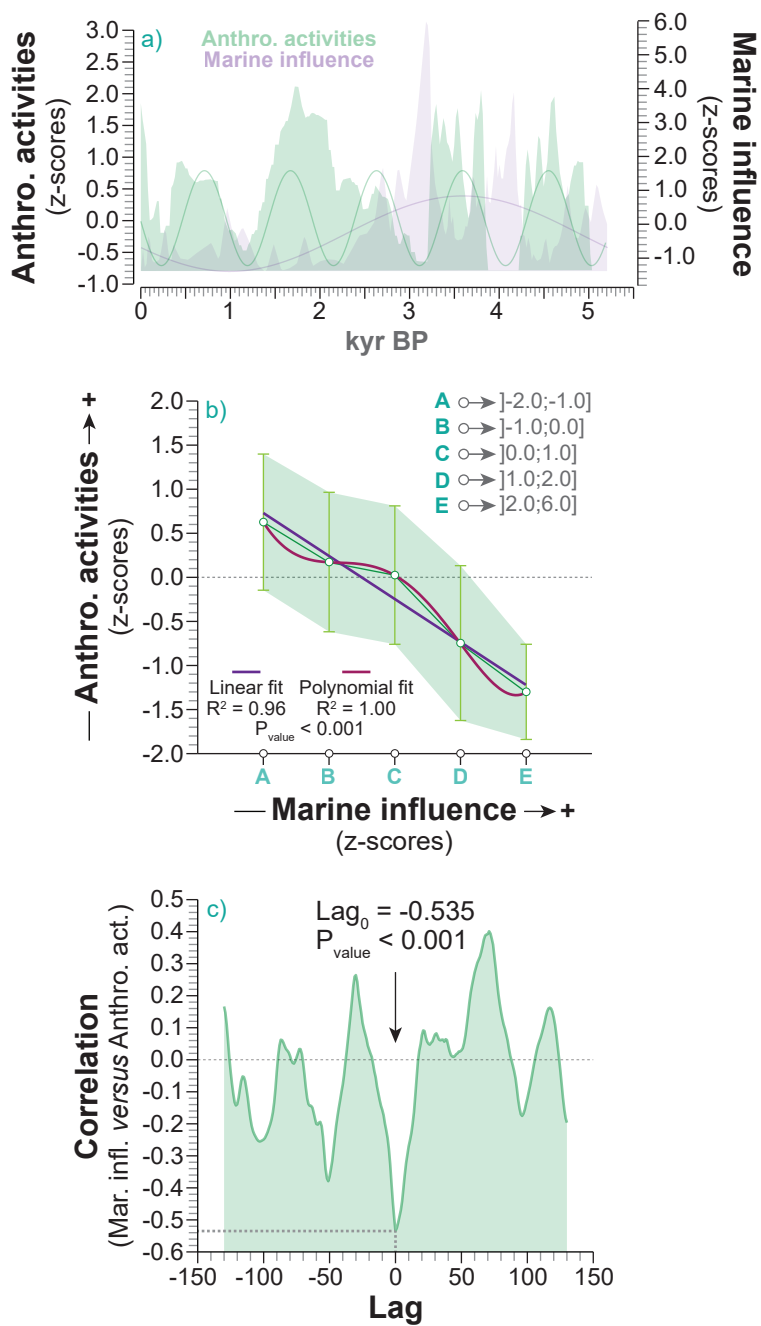 a)
Anthro. activities
Marine influence
Anthro. activities
(z-scores)
3.0
2.5
2.0
1.5
1.0
0.5
0.0
-0.5
-1.0
6.0
5.0
4.0
3.0
2.0
1.0
0.0
-1.0
Marine influence
(z-scores)
0 1 2 3 4 5
kyr BP
b)
— Anthro. activities → +
(z-scores)
2.0
1.5
1.0
0.5
0.0
-0.5
-1.0
-1.5
-2.0
A → ]-2.0;-1.0]
B → ]-1.0;0.0]
C → ]0.0;1.0]
D → ]1.0;2.0]
E → ]2.0;6.0]
Linear fit Polynomial fit
R² = 0.96 R² = 1.00
Pvalue < 0.001
A B C D E
— Marine influence → +
(z-scores)
c)
Lag0 = -0.535
Pvalue < 0.001
Correlation
(Mar. infl. versus Anthro. act.)
0.5
0.4
0.3
0.2
0.1
0.0
-0.1
-0.2
-0.3
-0.4
-0.5
-0.6
-150 -100 -50 0 50 100 150
Lag